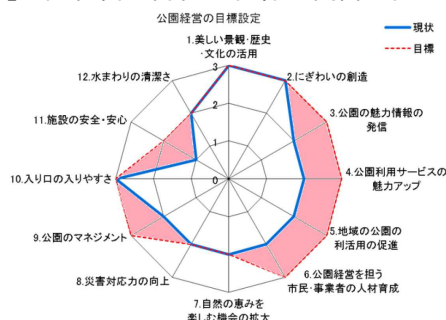 公園経営の目標設定
現状
目標
1.美しい景観・歴史
・文化の活用
2.にぎわいの創造
3.公園の魅力情報の
発信
4.公園利用サービスの
魅力アップ
5.地域の公園の
利活用の促進
6.公園経営を担う
市民・事業者の人材育成
7.自然の恵みを
楽しむ機会の拡大
8.災害対応力の向上
9.公園のマネジメント
10.入り口の入りやすさ
11.施設の安全・安心
12.水まわりの清潔さ
3
2
1
0